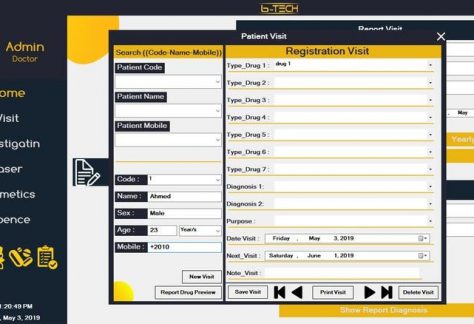 b-TECH
Report Visit
Admin
Doctor
ome
Visit
stigatin
aser
metics
pence
1:20:49 PM
, May 3, 2019
Patient Visit
X
Search ((Code-Name-Mobile))
Patient Code
Patient Name
Patient Mobile
Code : 1
Name : Ahmed
Sex : Male
Age : 23 Year/s
Mobile : +2010
New Visit
Report Drug Preview
Registration Visit
Type_Drug 1 : drug 1
Type_Drug 2 :
Type_Drug 3 :
Type_Drug 4 :
Type_Drug 5 :
Type_Drug 6 :
Type_Drug 7 :
Diagnosis 1 :
Diagnosis 2:
Purpose :
Date Visit : Friday , May 3, 2019
Next_Visit : Saturday , June 1, 2019
Note_Visit :
Save Visit
Print Visit
Delete Visit
, May
Yearly
Show Report Diagnosis